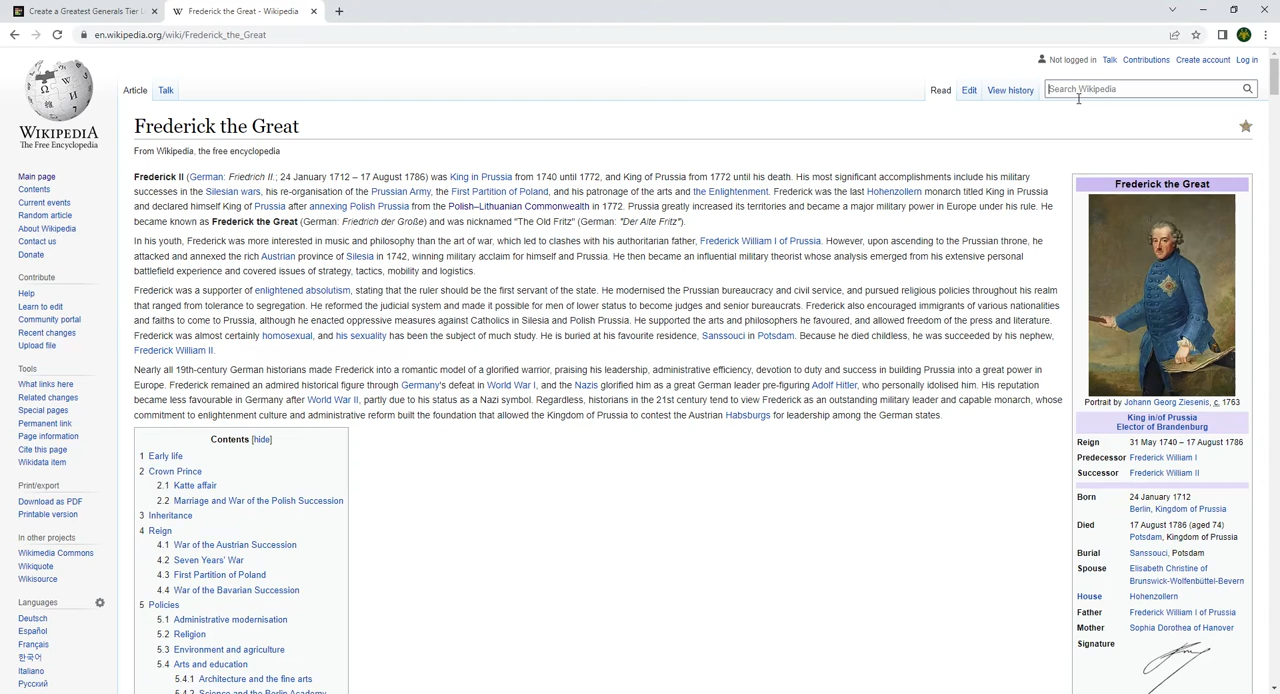 Create a Greatest Generals Tier L
Frederick the Great - Wikipedia
en.wikipedia.org/wiki/Frederick_the_Great
Not logged in Talk Contributions Create account Log in
Article Talk Read Edit View history Search Wikipedia
WIKIPEDIA
The Free Encyclopedia
Main page
Contents
Current events
Random article
About Wikipedia
Contact us
Donate
Contribute
Help
Learn to edit
Community portal
Recent changes
Upload file
Tools
What links here
Related changes
Special pages
Permanent link
Page information
Cite this page
Wikidata item
Print/export
Download as PDF
Printable version
In other projects
Wikimedia Commons
Wikiquote
Wikisource
Languages
Deutsch
Español
Français
한국어
Italiano
Русский
Frederick the Great
From Wikipedia, the free encyclopedia
Frederick II (German: Friedrich II.; 24 January 1712 – 17 August 1786) was King in Prussia from 1740 until 1772, and King of Prussia from 1772 until his death. His most significant accomplishments include his military
successes in the Silesian wars, his re-organisation of the Prussian Army, the First Partition of Poland, and his patronage of the arts and the Enlightenment. Frederick was the last Hohenzollern monarch titled King in Prussia
and declared himself King of Prussia after annexing Polish Prussia from the Polish–Lithuanian Commonwealth in 1772. Prussia greatly increased its territories and became a major military power in Europe under his rule. He
became known as Frederick the Great (German: Friedrich der Große) and was nicknamed "The Old Fritz" (German: "Der Alte Fritz").
In his youth, Frederick was more interested in music and philosophy than the art of war, which led to clashes with his authoritarian father, Frederick William I of Prussia. However, upon ascending to the Prussian throne, he
attacked and annexed the rich Austrian province of Silesia in 1742, winning military acclaim for himself and Prussia. He then became an influential military theorist whose analysis emerged from his extensive personal
battlefield experience and covered issues of strategy, tactics, mobility and logistics.
Frederick was a supporter of enlightened absolutism, stating that the ruler should be the first servant of the state. He modernised the Prussian bureaucracy and civil service, and pursued religious policies throughout his realm
that ranged from tolerance to segregation. He reformed the judicial system and made it possible for men of lower status to become judges and senior bureaucrats. Frederick also encouraged immigrants of various nationalities
and faiths to come to Prussia, although he enacted oppressive measures against Catholics in Silesia and Polish Prussia. He supported the arts and philosophers he favoured, and allowed freedom of the press and literature.
Frederick was almost certainly homosexual, and his sexuality has been the subject of much study. He is buried at his favourite residence, Sanssouci in Potsdam. Because he died childless, he was succeeded by his nephew,
Frederick William II.
Nearly all 19th-century German historians made Frederick into a romantic model of a glorified warrior, praising his leadership, administrative efficiency, devotion to duty and success in building Prussia into a great power in
Europe. Frederick remained an admired historical figure through Germany's defeat in World War I, and the Nazis glorified him as a great German leader pre-figuring Adolf Hitler, who personally idolised him. His reputation
became less favourable in Germany after World War II, partly due to his status as a Nazi symbol. Regardless, historians in the 21st century tend to view Frederick as an outstanding military leader and capable monarch, whose
commitment to enlightenment culture and administrative reform built the foundation that allowed the Kingdom of Prussia to contest the Austrian Habsburgs for leadership among the German states.
Contents [hide]
1 Early life
2 Crown Prince
2.1 Katte affair
2.2 Marriage and War of the Polish Succession
3 Inheritance
4 Reign
4.1 War of the Austrian Succession
4.2 Seven Years' War
4.3 First Partition of Poland
4.4 War of the Bavarian Succession
5 Policies
5.1 Administrative modernisation
5.2 Religion
5.3 Environment and agriculture
5.4 Arts and education
5.4.1 Architecture and the fine arts
5.4.2 Science and the Berlin Academy
Frederick the Great
Portrait by Johann Georg Ziesenis, c. 1763
King in/of Prussia
Elector of Brandenburg
Reign 31 May 1740 – 17 August 1786
Predecessor Frederick William I
Successor Frederick William II
Born 24 January 1712
Berlin, Kingdom of Prussia
Died 17 August 1786 (aged 74)
Potsdam, Kingdom of Prussia
Burial Sanssouci, Potsdam
Spouse Elisabeth Christine of
Brunswick-Wolfenbüttel-Bevern
House Hohenzollern
Father Frederick William I of Prussia
Mother Sophia Dorothea of Hanover
Signature